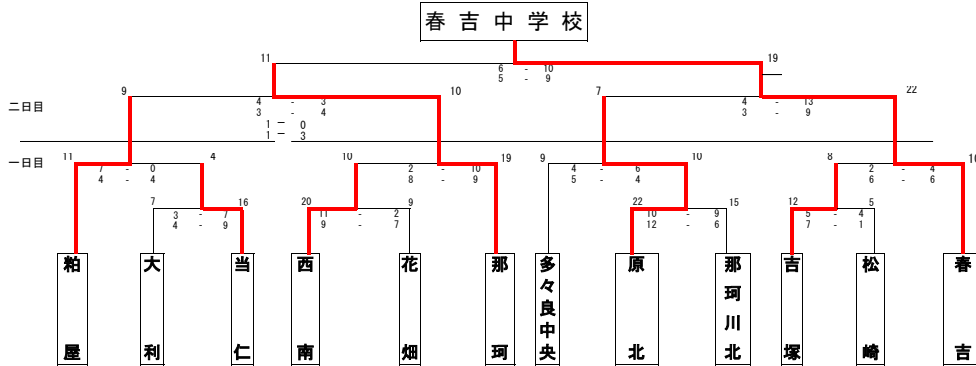 春吉中学校
11 19
6 - 10
5 - 9
9 10 7 22
二日目
4 - 3 4 - 13
3 - 4 3 - 9
1 - 0
1 - 3
一日目
11 4 10 19 9 10 8
7 - 0 2 - 10 4 - 6 2 - 4
4 - 4 8 - 9 5 - 4 6 - 6
7 16 20 9 22 15 12 5
3 - 7 11 - 2 10 - 9 5 - 4
4 - 9 9 - 7 12 - 6 7 - 1
粕屋
大利
当仁
西南
花畑
那珂
多々良中央
原北
那珂川北
吉塚
松崎
春吉